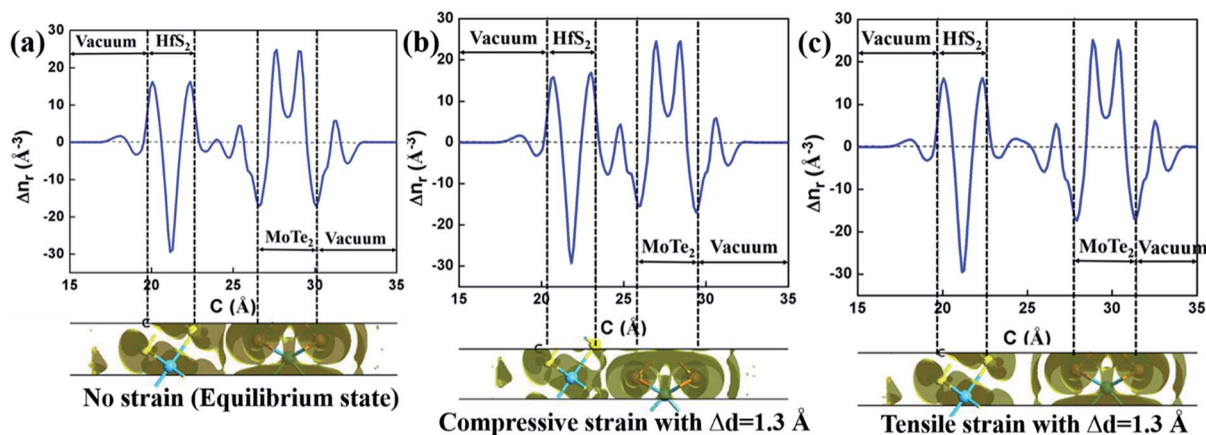 (a)
Vacuum HfS₂
30
20
10
0
-10
-20
-30
Δnᵣ (Å⁻³)
MoTe₂ Vacuum
15 20 25 30 35
C (Å)
No strain (Equilibrium state)
(b)
Vacuum HfS₂
30
20
10
0
-10
-20
-30
Δnᵣ (Å⁻³)
MoTe₂ Vacuum
15 20 25 30 35
C (Å)
Compressive strain with Δd=1.3 Å
(c)
Vacuum HfS₂
30
20
10
0
-10
-20
-30
Δnᵣ (Å⁻³)
MoTe₂ Vacuum
15 20 25 30 35
C (Å)
Tensile strain with Δd=1.3 Å